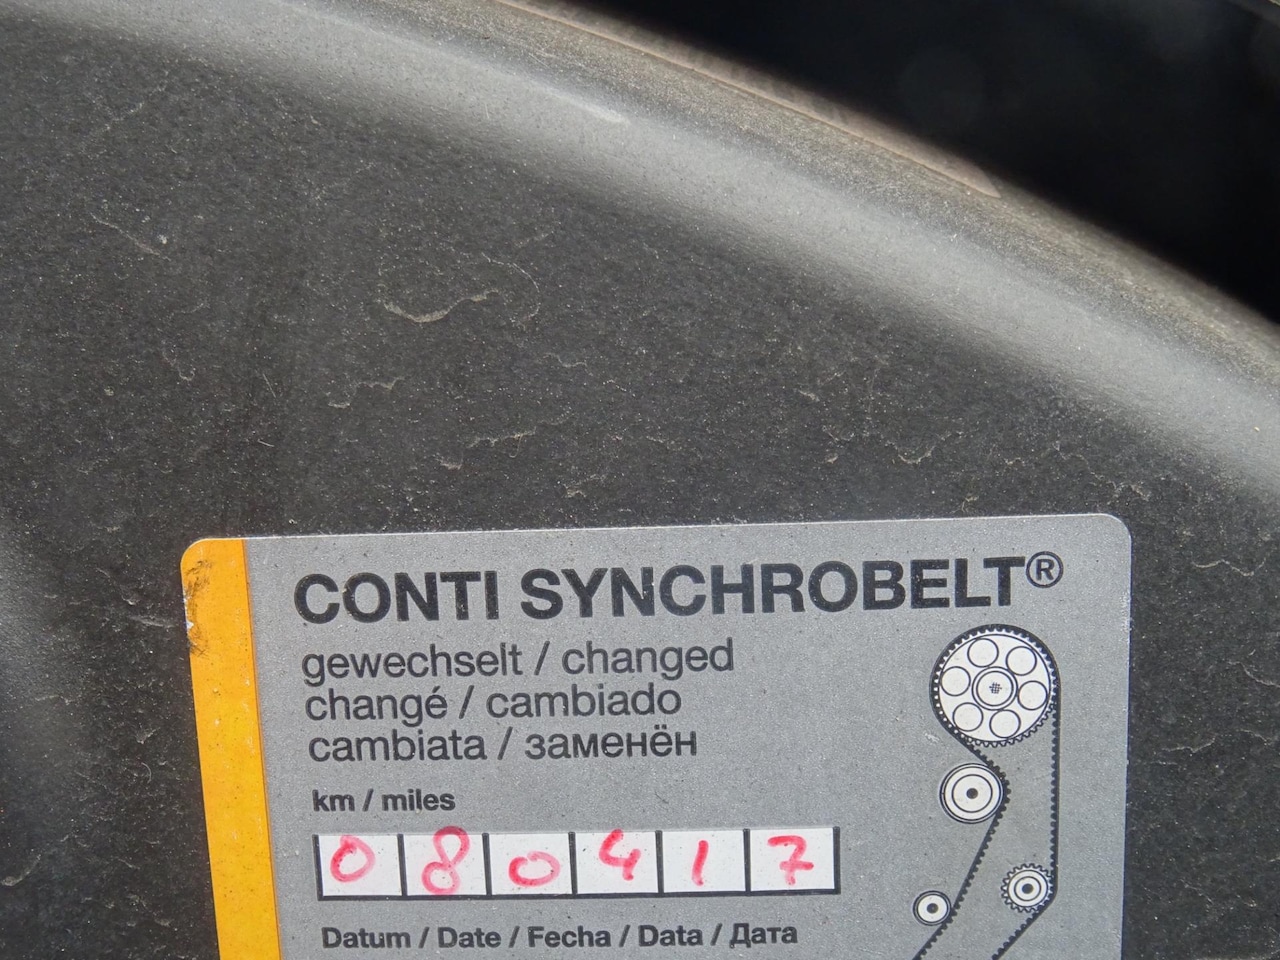 CONTI SYNCHROBELT®
gewechselt / changed
changé / cambiado
cambiata / заменён
km / miles
080417
Datum / Date / Fecha / Data / Дата